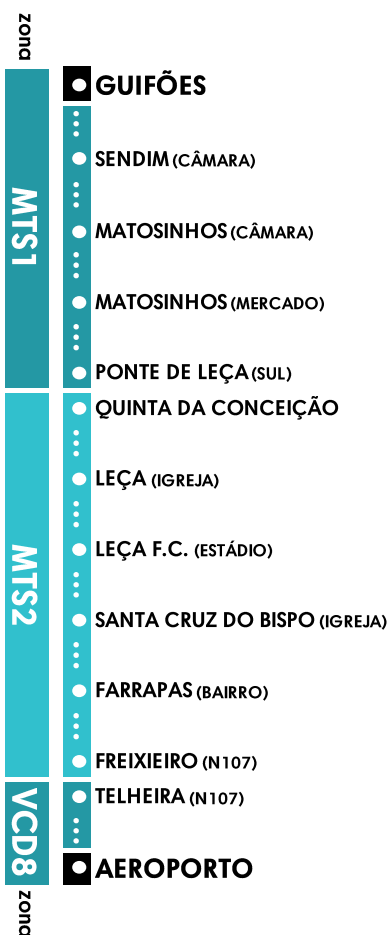 zona
MTS1
GUIFÕES
SENDIM (CÂMARA)
MATOSINHOS (CÂMARA)
MATOSINHOS (MERCADO)
PONTE DE LEÇA (SUL)
MTS2
QUINTA DA CONCEIÇÃO
LEÇA (IGREJA)
LEÇA F.C. (ESTÁDIO)
SANTA CRUZ DO BISPO (IGREJA)
FARRAPAS (BAIRRO)
FREIXIEIRO (N107)
VCD8
TELHEIRA (N107)
AEROPORTO
zona